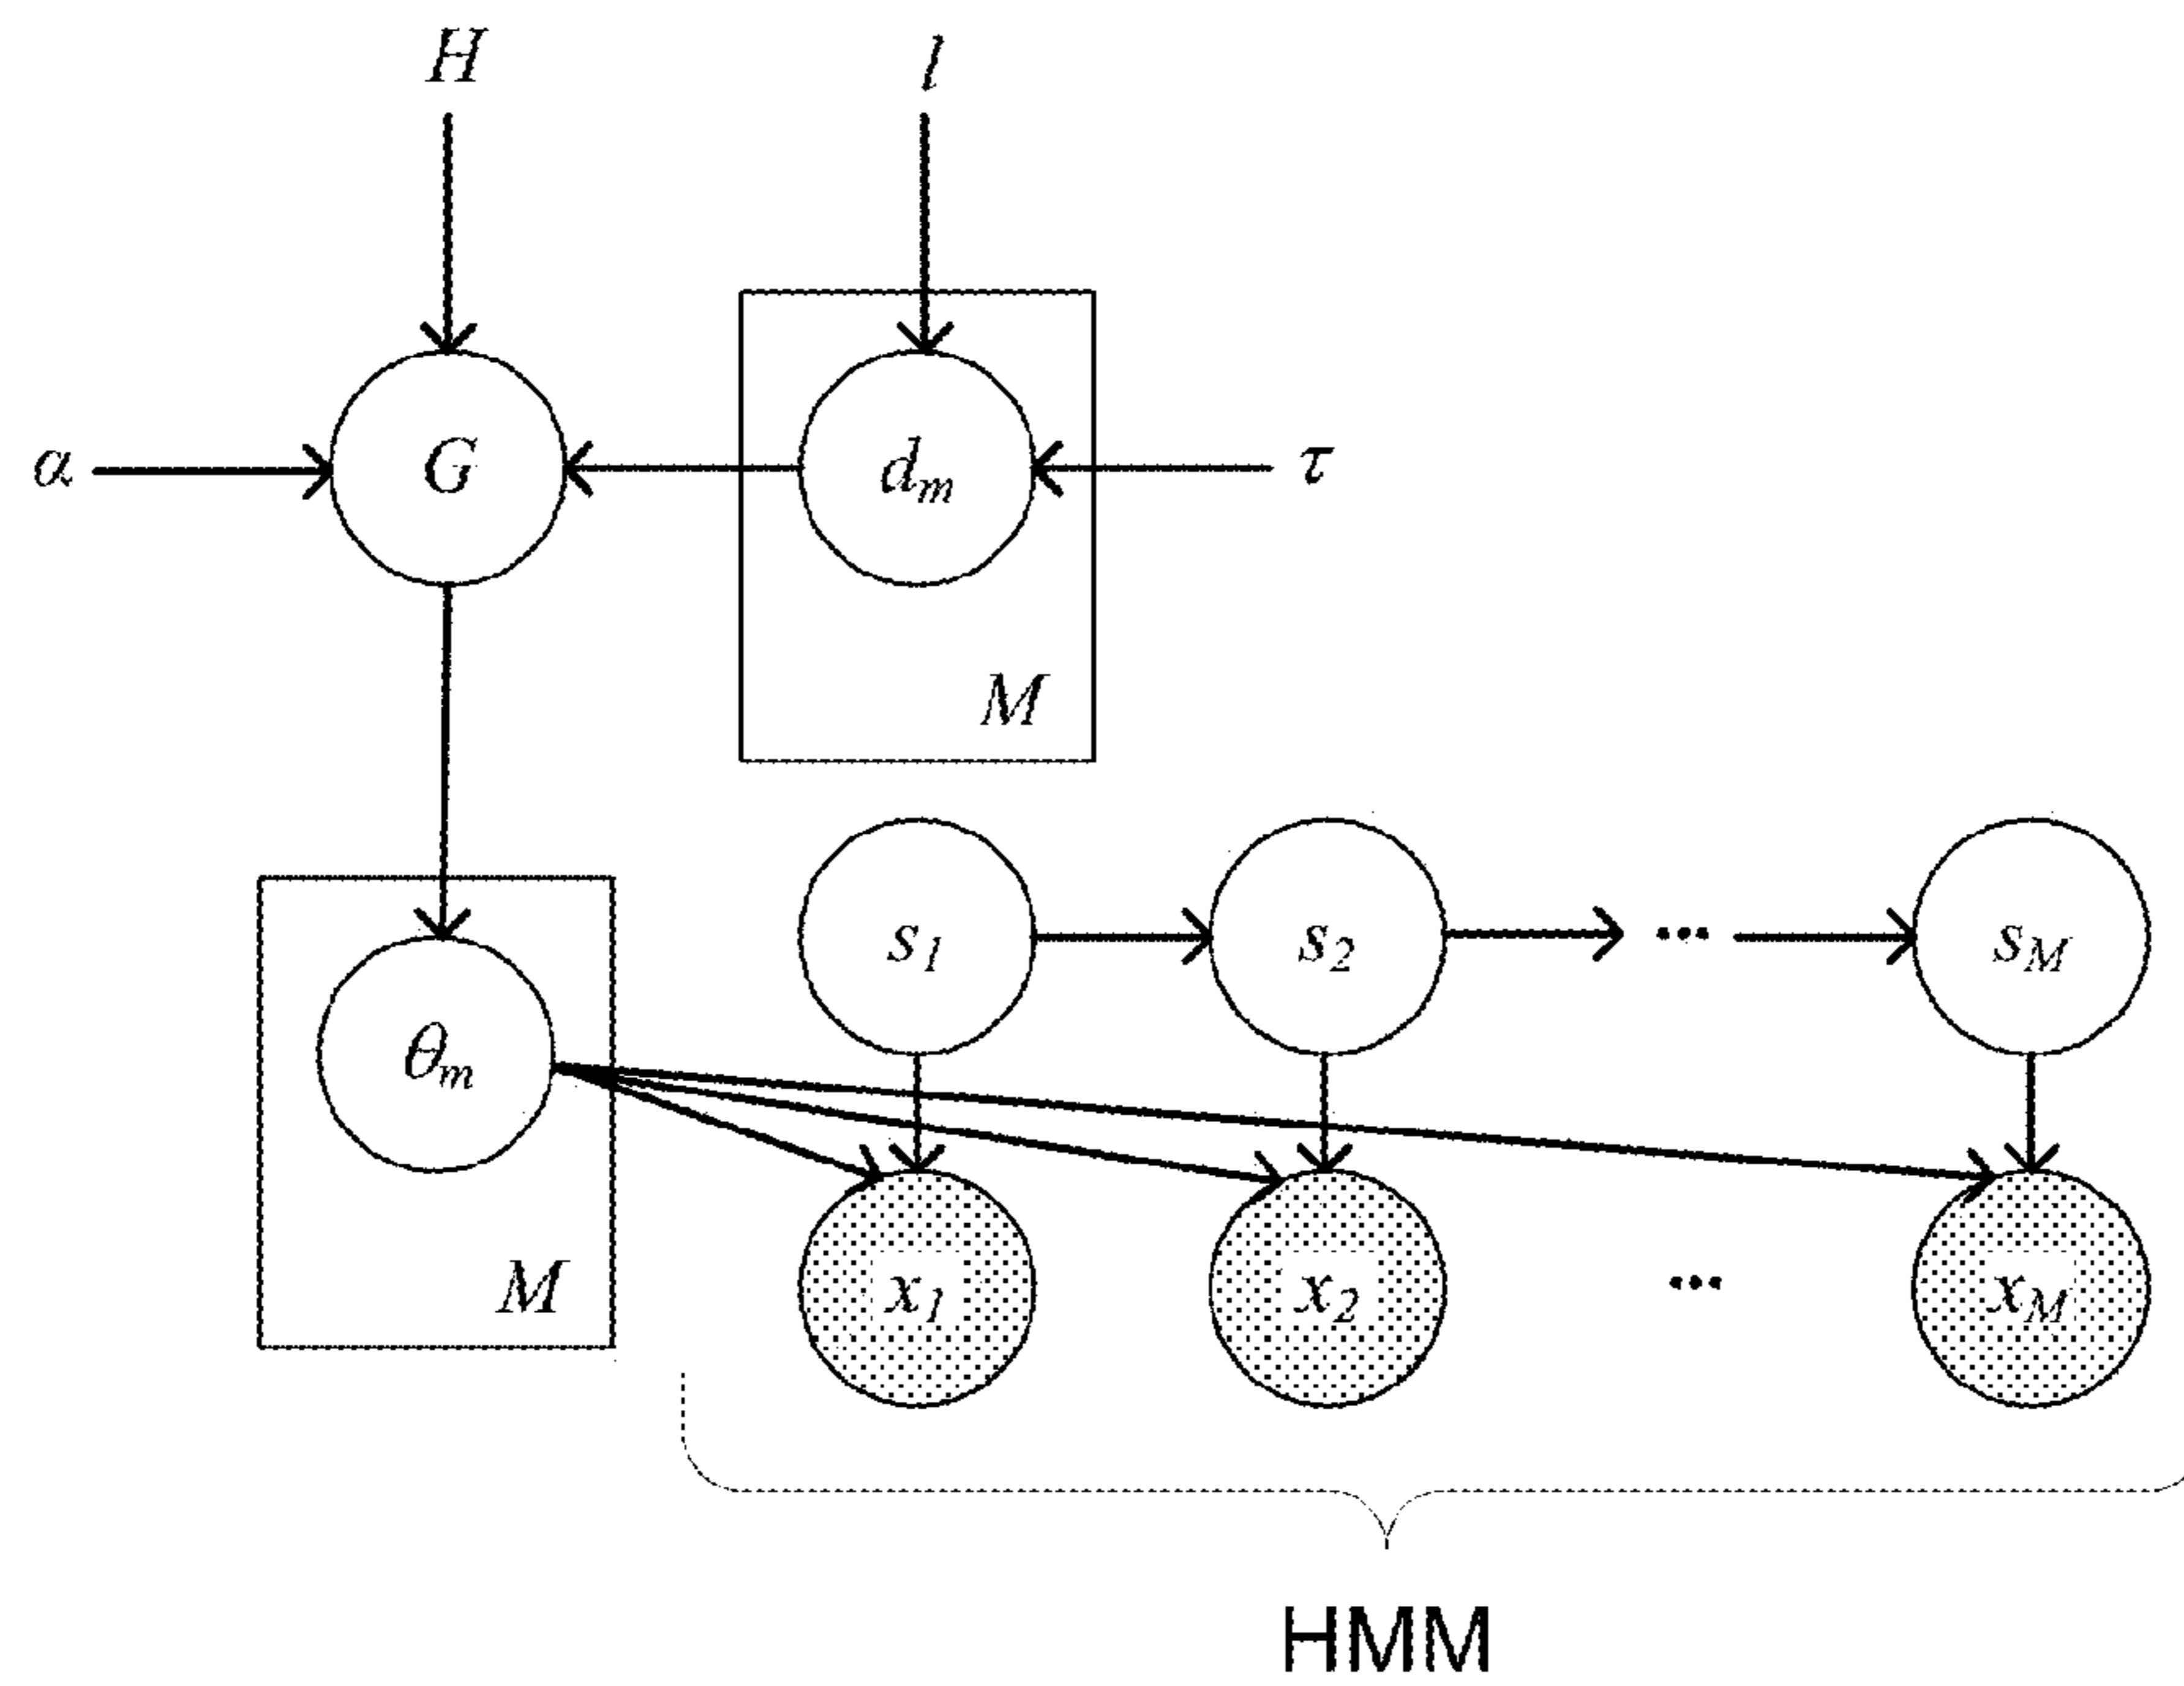 H l
α G d_m τ
M
s_1 s_2 ... s_M
θ_m
M x_1 x_2 ... x_M
HMM